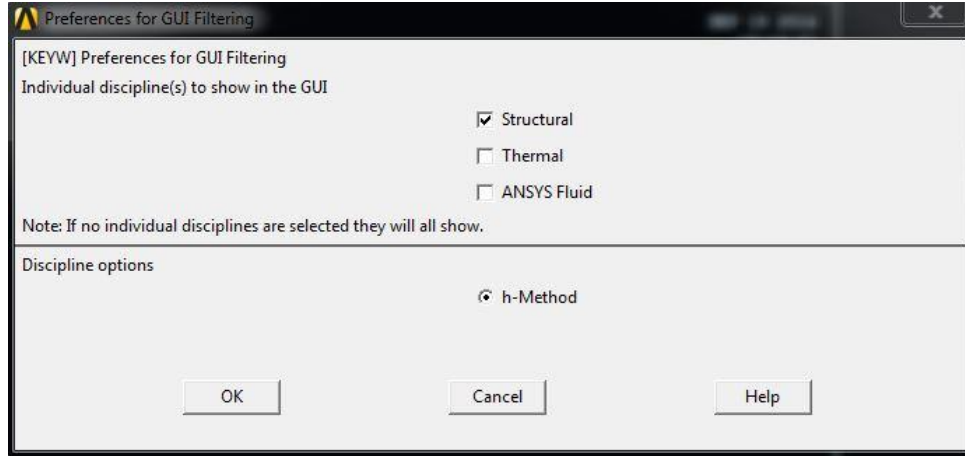 Preferences for GUI Filtering
[KEYW] Preferences for GUI Filtering
Individual discipline(s) to show in the GUI
Structural
Thermal
ANSYS Fluid
Note: If no individual disciplines are selected they will all show.
Discipline options
h-Method
OK Cancel Help